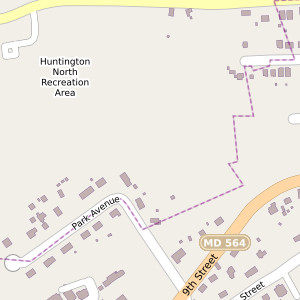 Huntington
North
Recreation
Area
Park Avenue
MD 564
9th Street
Street